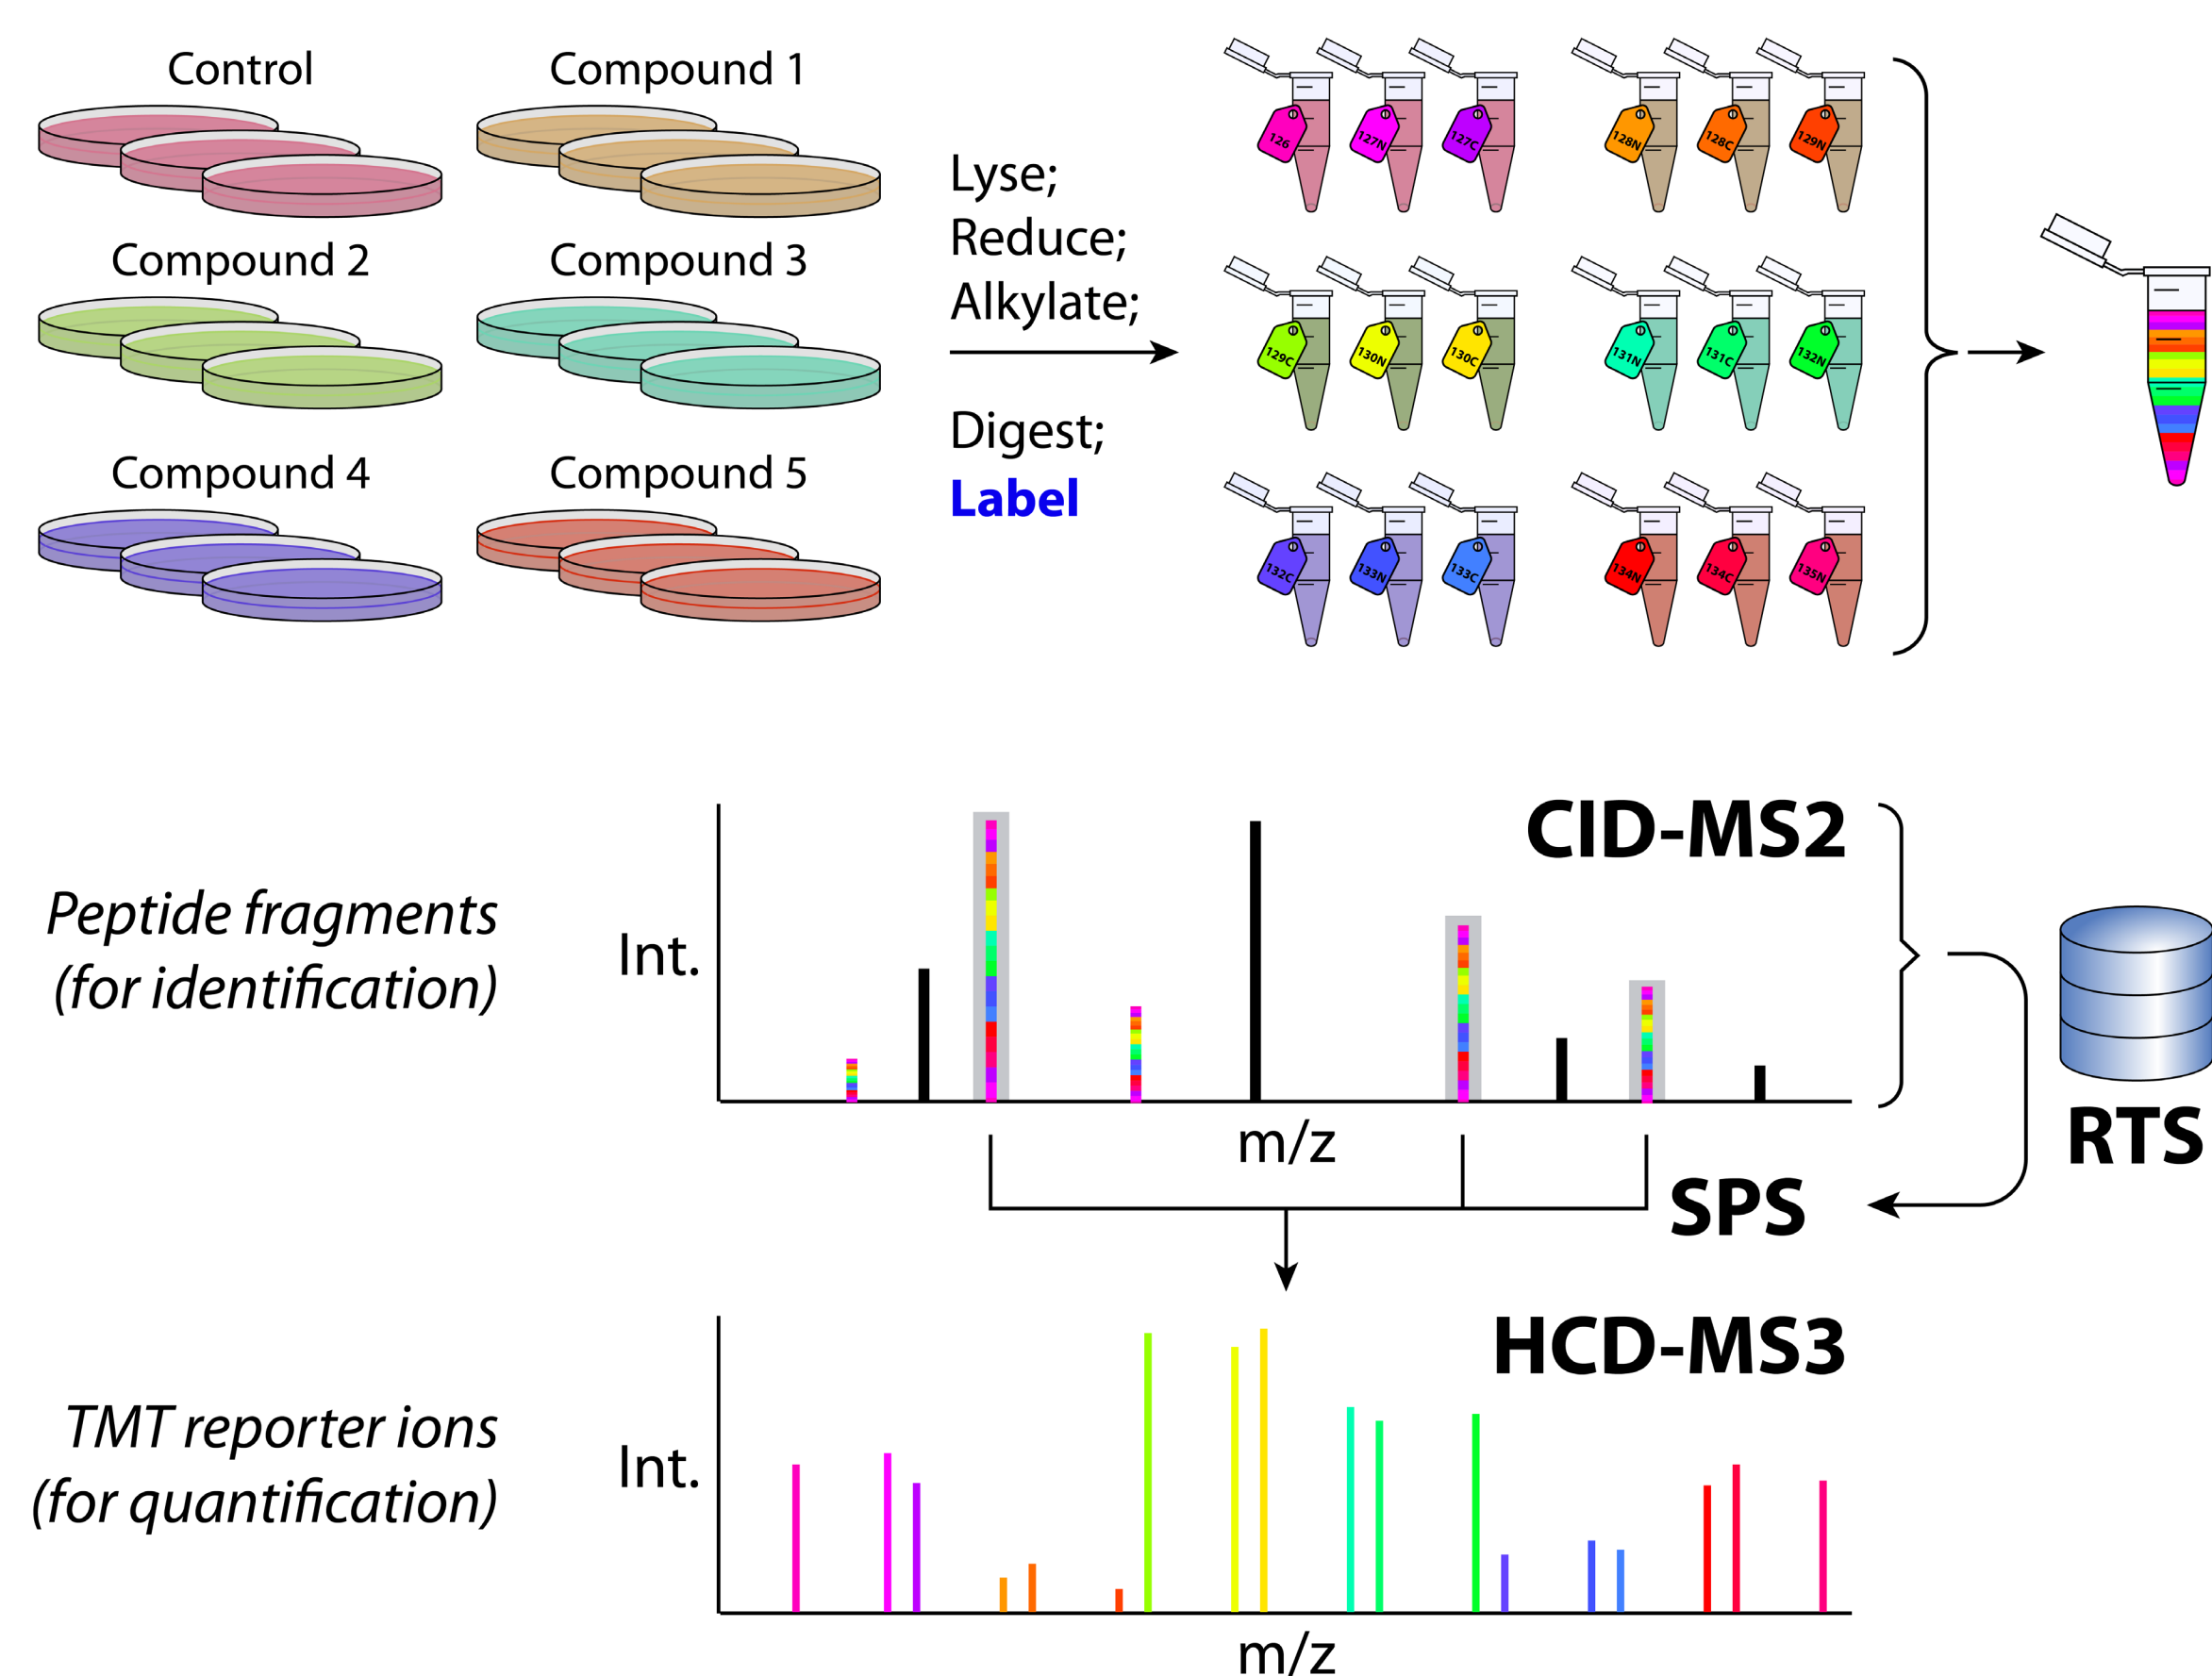 Control
Compound 1
Compound 2
Compound 3
Compound 4
Compound 5
Lyse;
Reduce;
Alkylate;
Digest;
Label
126
127N
127C
128N
128C
129N
129C
130N
130C
131N
131C
132N
132C
133N
133C
134N
134C
135N
CID-MS2
Peptide fragments
(for identification)
Int.
m/z
RTS
SPS
HCD-MS3
TMT reporter ions
(for quantification)
Int.
m/z